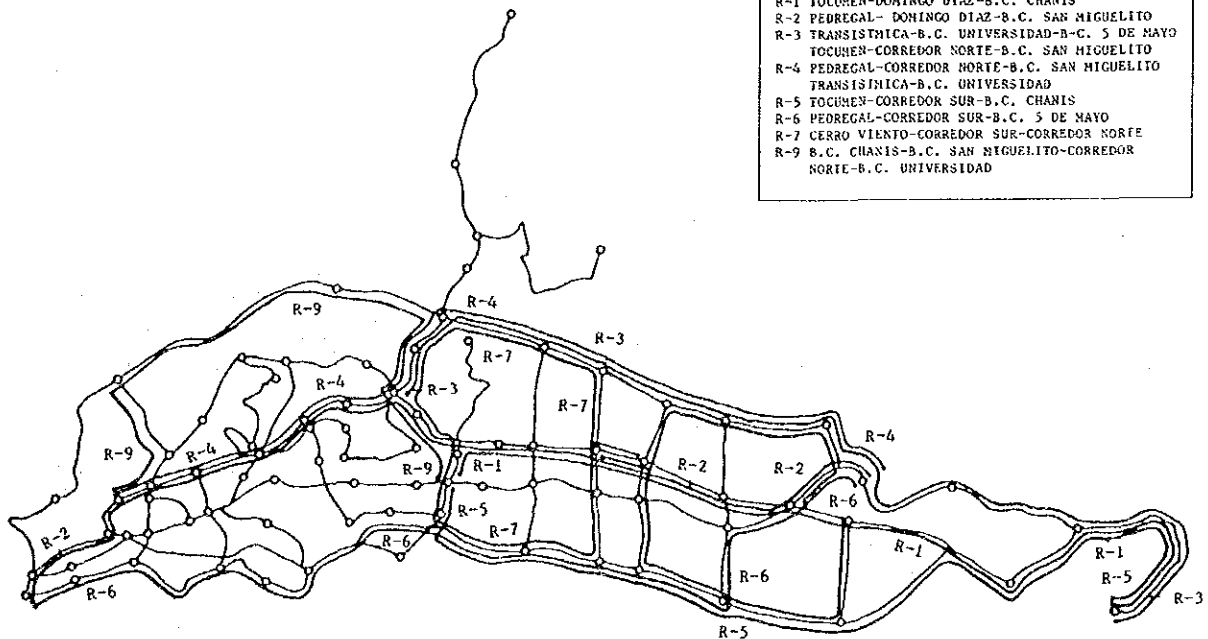 R-1 TOCUMEN-DOMINGO DIAZ-B.C. CHANIS
R-2 PEDREGAL- DOMINGO DIAZ-B.C. SAN MIGUELITO
R-3 TRANSISTMICA-B.C. UNIVERSIDAD-B-C. 5 DE MAYO
TOCUMEN-CORREDOR NORTE-B.C. SAN MIGUELITO
R-4 PEDREGAL-CORREDOR NORTE-B.C. SAN MIGUELITO
TRANSISIMICA-B.C. UNIVERSIDAD
R-5 TOCUMEN-CORREDOR SUR-B.C. CHANIS
R-6 PEDREGAL-CORREDOR SUR-B.C. 5 DE MAYO
R-7 CERRO VIENTO-CORREDOR SUR-CORREDOR NORTE
R-9 B.C. CHANIS-B.C. SAN MIGUELITO-CORREDOR
NORTE-B.C. UNIVERSIDAD
R-4
R-9
R-3
R-7
R-4
R-3
R-7
R-4
R-9
R-4
R-9
R-1
R-2
R-2
R-6
R-5
R-7
R-6
R-1
R-1
R-2
R-6
R-6
R-5
R-3
R-5